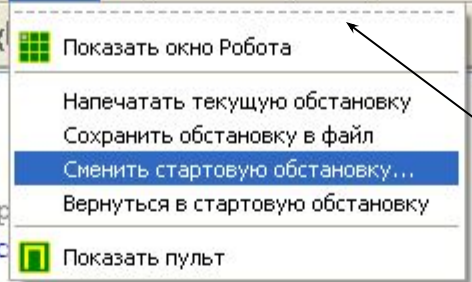 Показать окно Робота
Напечатать текущую обстановку
Сохранить обстановку в файл
Сменить стартовую обстановку...
Вернуться в стартовую обстановку
Показать пульт